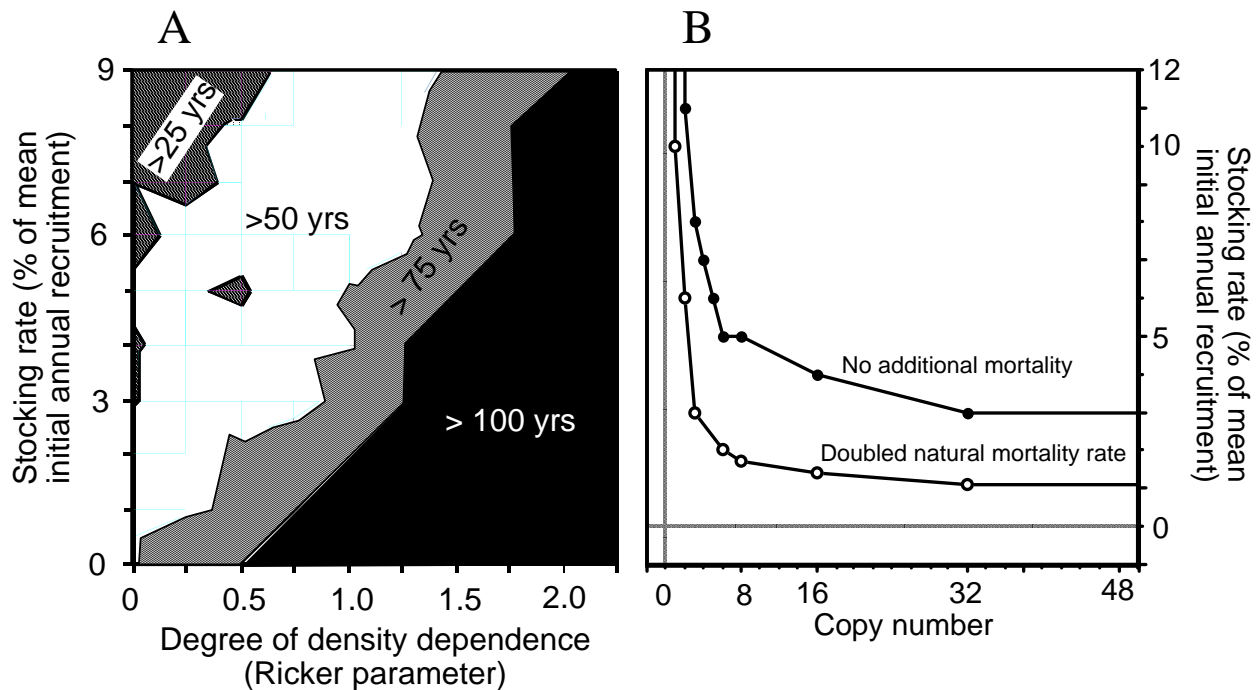 A
B
9
6
3
0
Stocking rate (% of mean
initial annual recruitment)
>25 yrs
>50 yrs
> 75 yrs
> 100 yrs
0
0.5
1.0
1.5
2.0
Degree of density dependence
(Ricker parameter)
12
10
5
0
Stocking rate (% of mean
initial annual recruitment)
No additional mortality
Doubled natural mortality rate
0
8
16
32
48
Copy number